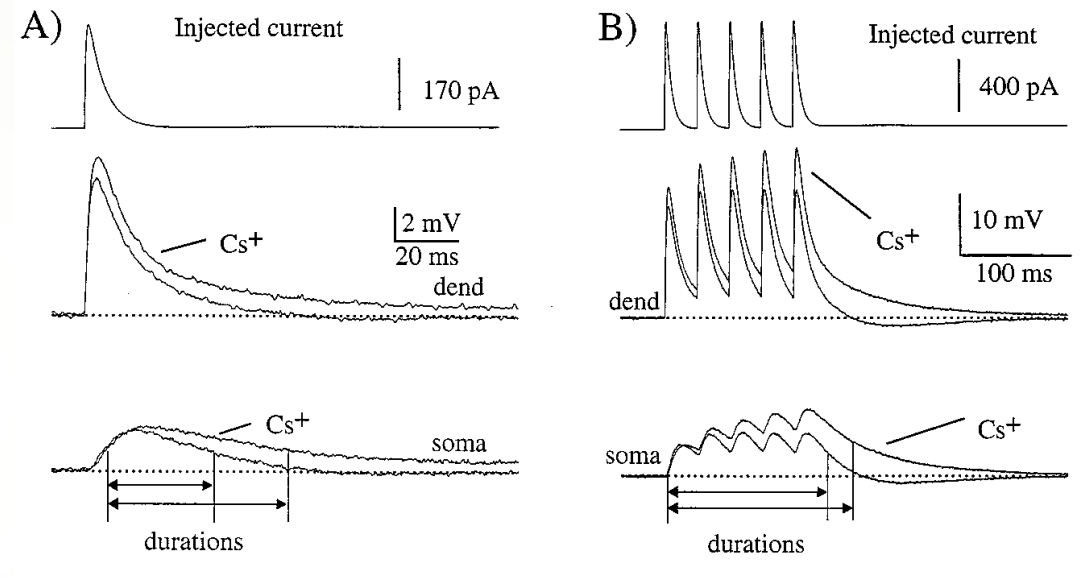 A)
Injected current
170 pA
Cs+
2 mV
20 ms
dend
Cs+
soma
durations
B)
Injected current
400 pA
Cs+
10 mV
100 ms
dend
soma
Cs+
durations